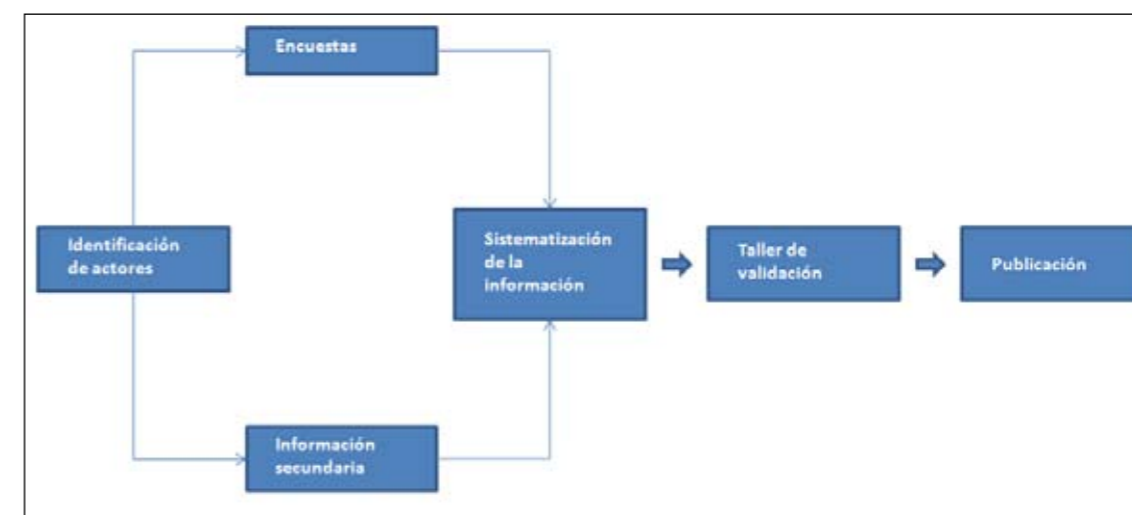 Encuestas
Identificación
de actores
Sistematización
de la
información
Taller de
validación
Publicación
Información
secundaria